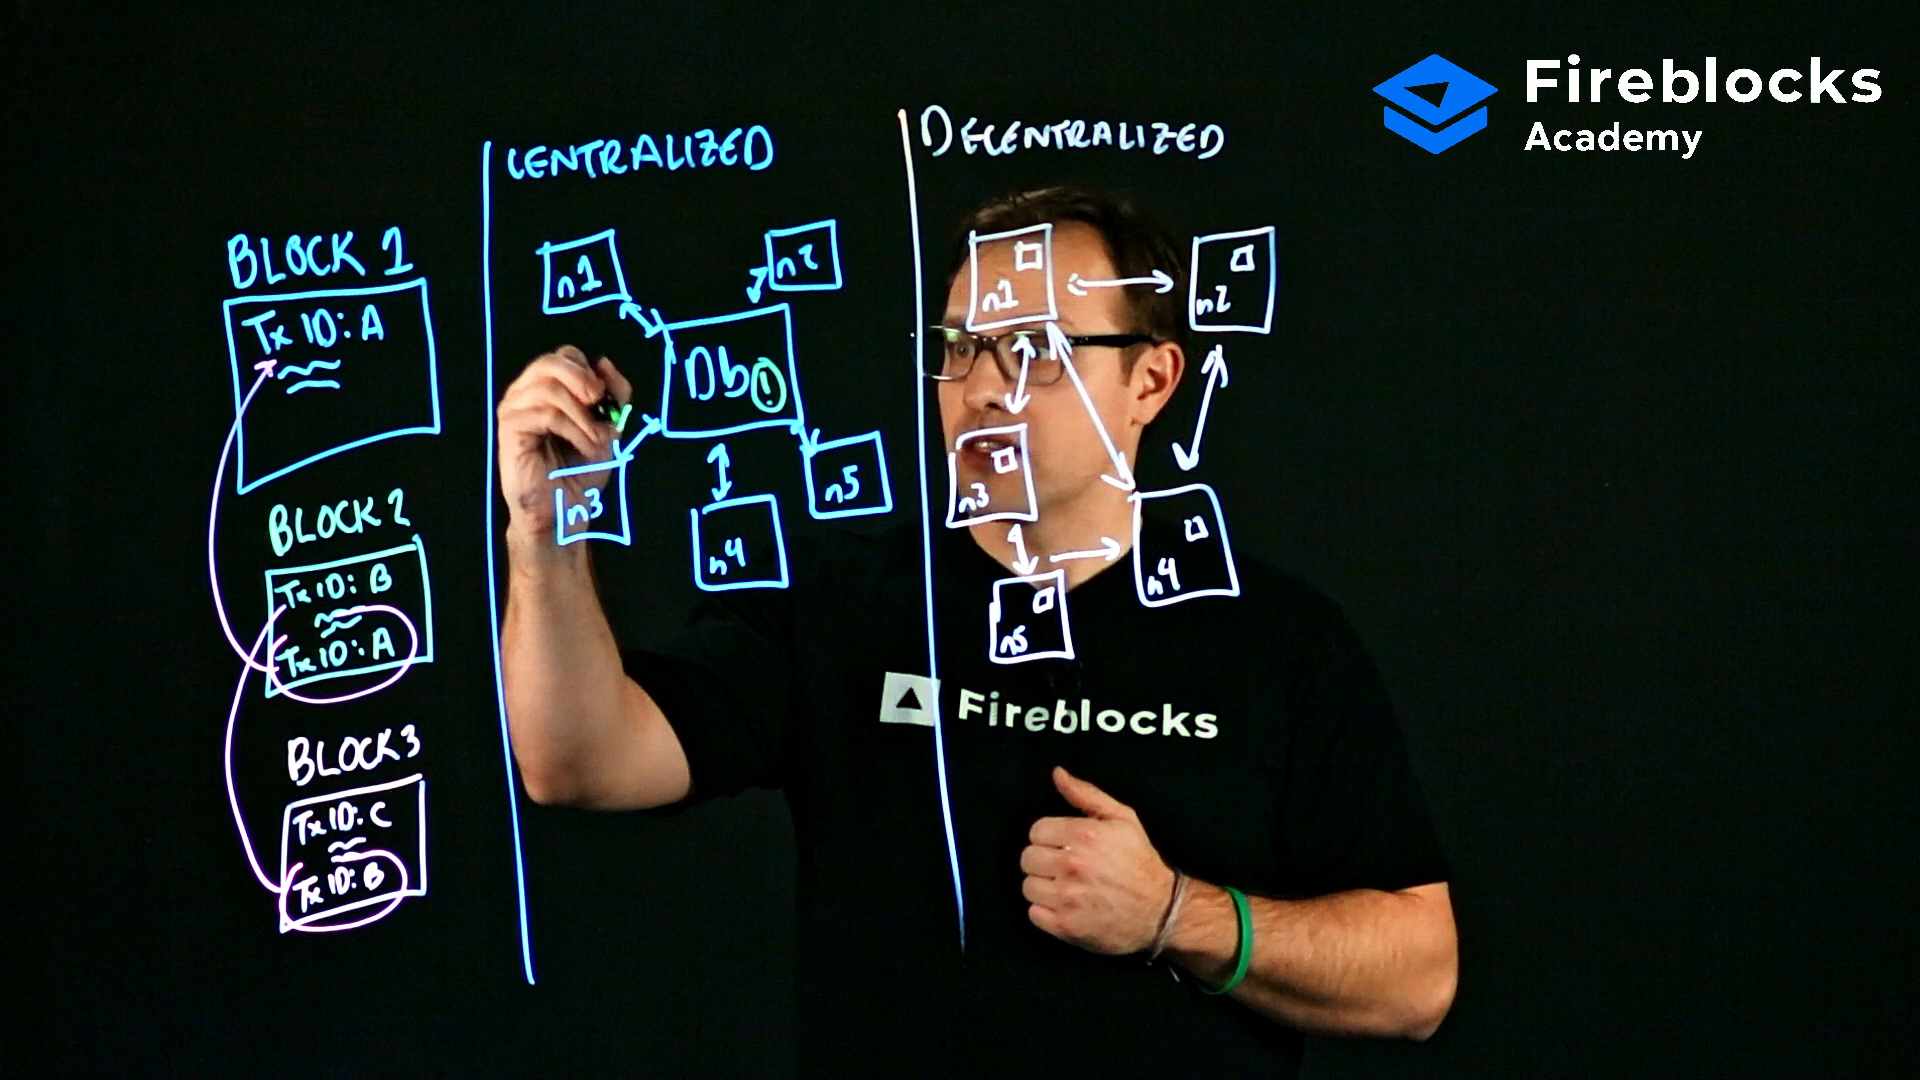 Fireblocks
Academy
BLOCK 1
Tx ID: A
BLOCK 2
Tx ID: B
Tx ID: A
BLOCK 3
Tx ID: C
Tx ID: B
CENTRALIZED
n1
n2
Db !
n3
n4
n5
DECENTRALIZED
n1
n2
n3
n4
n5
Fireblocks